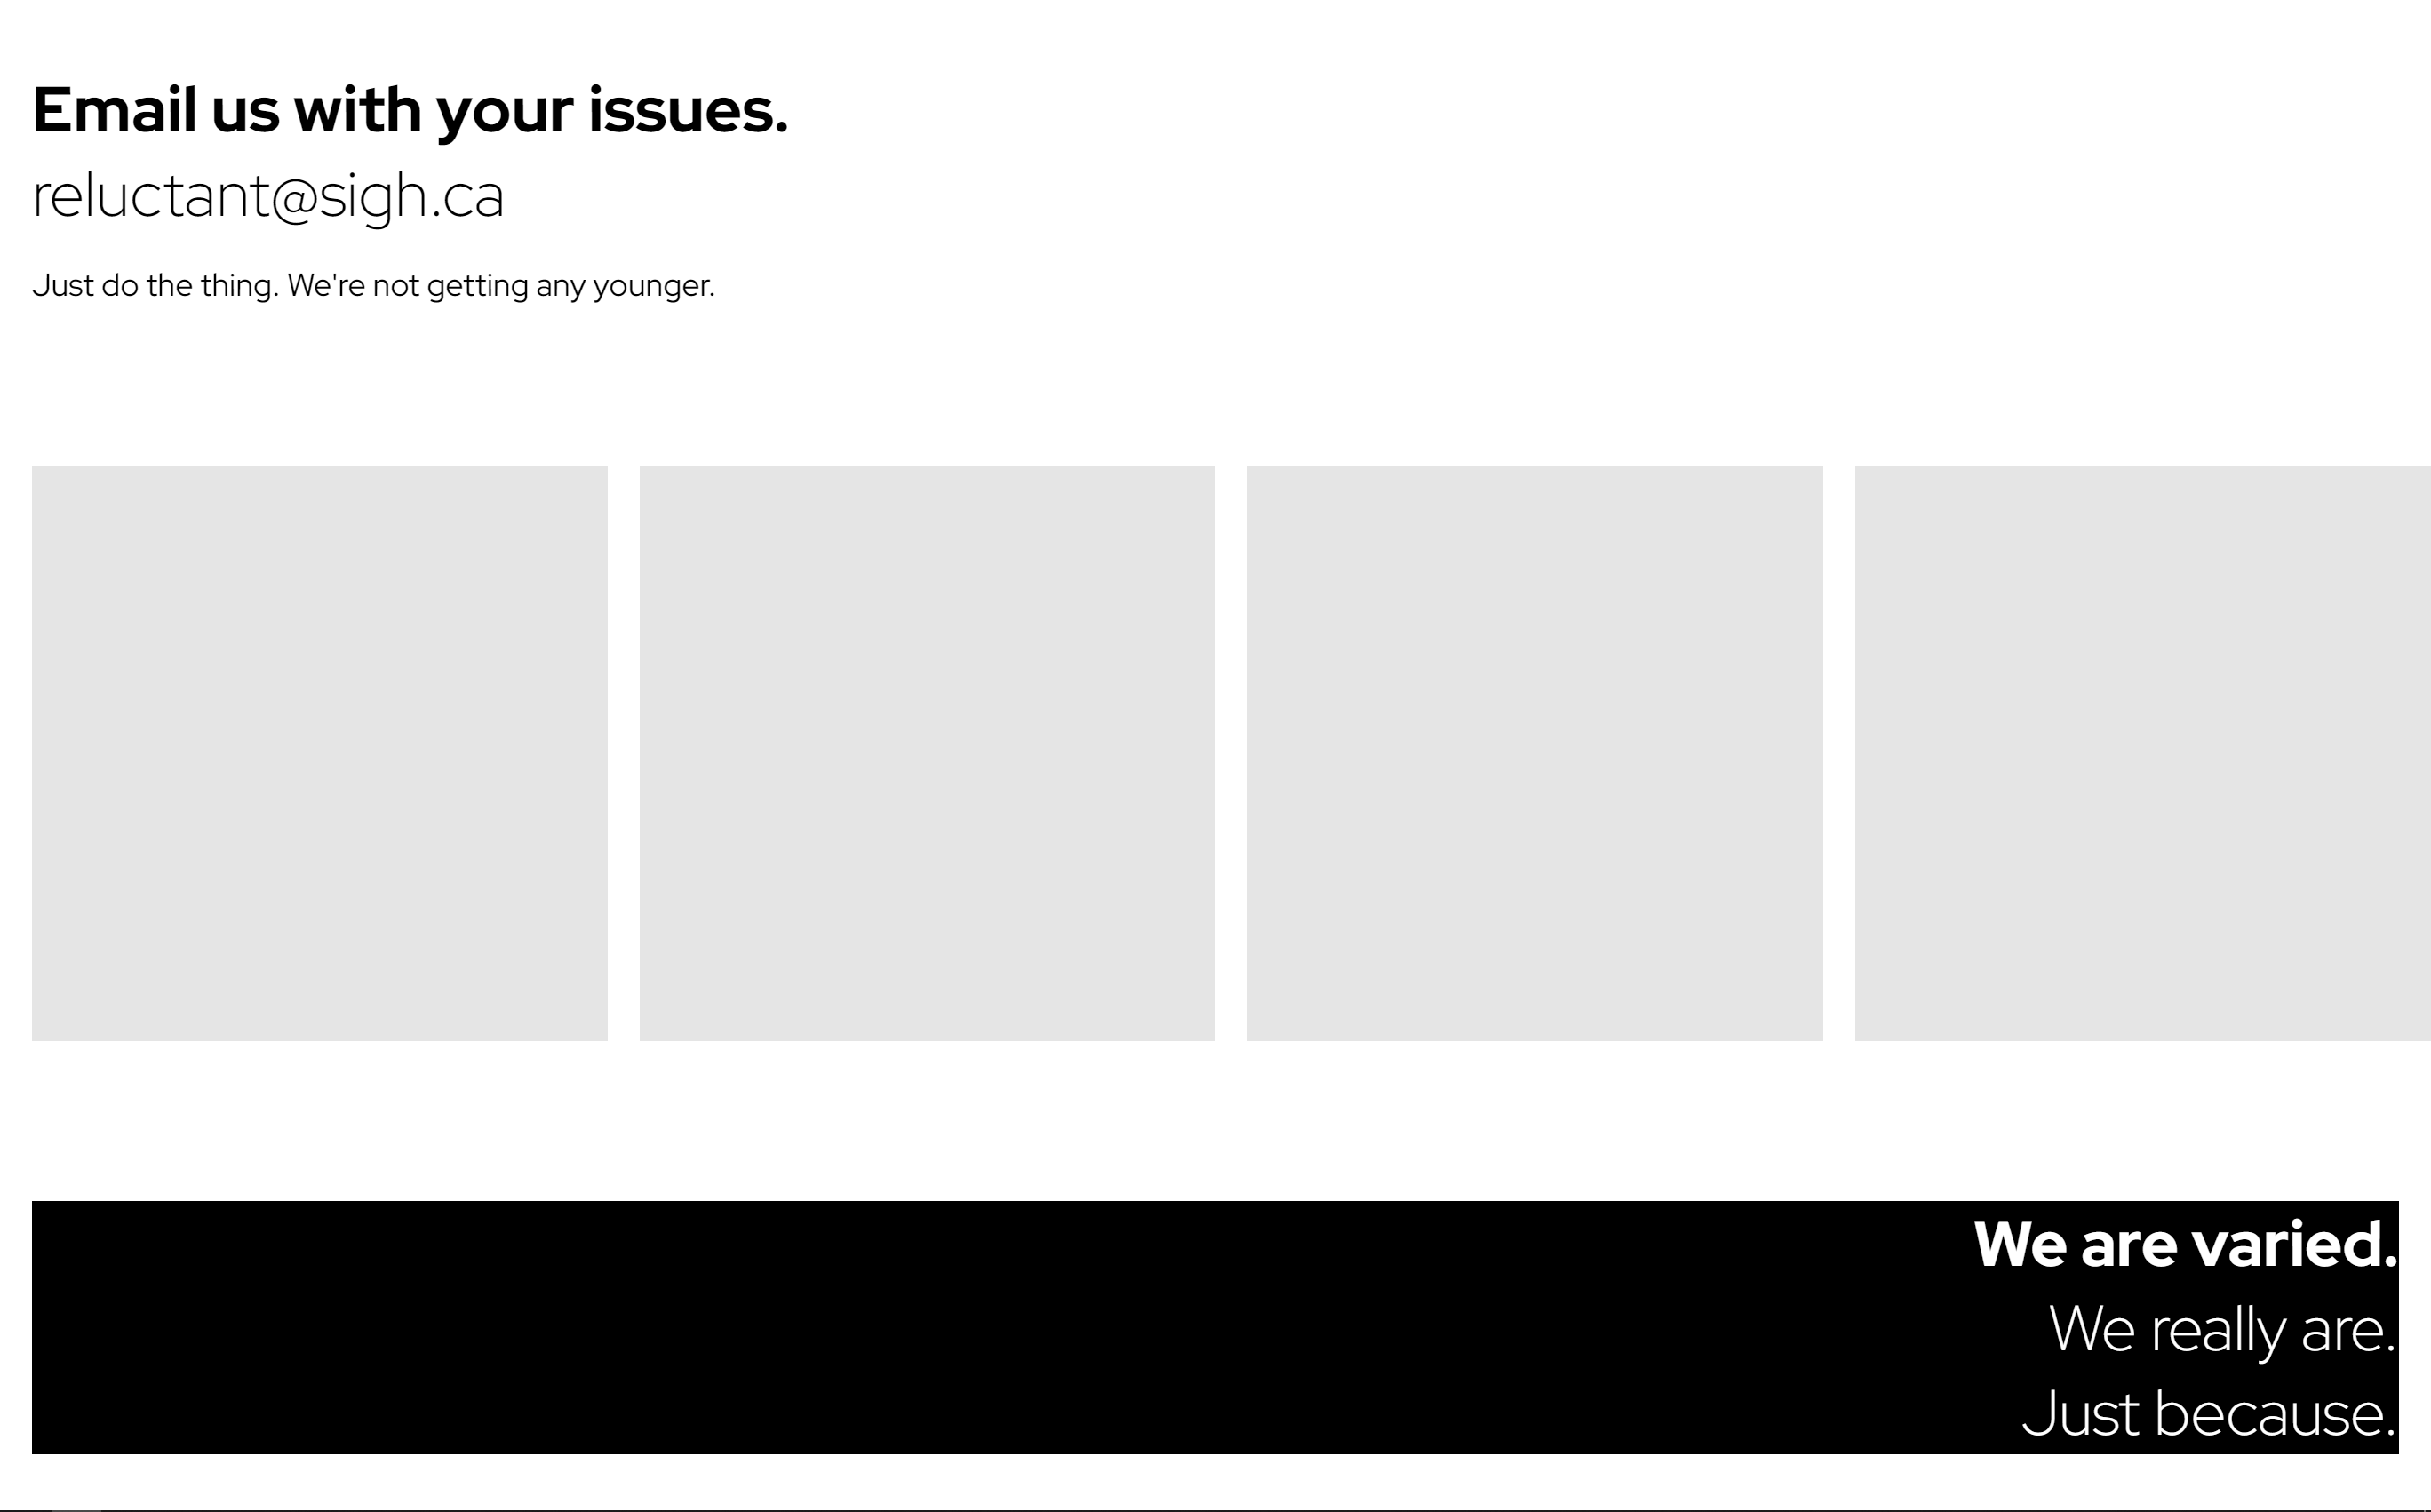 Email us with your issues.
reluctant@sigh.ca
Just do the thing. We're not getting any younger.
We are varied.
We really are.
Just because.